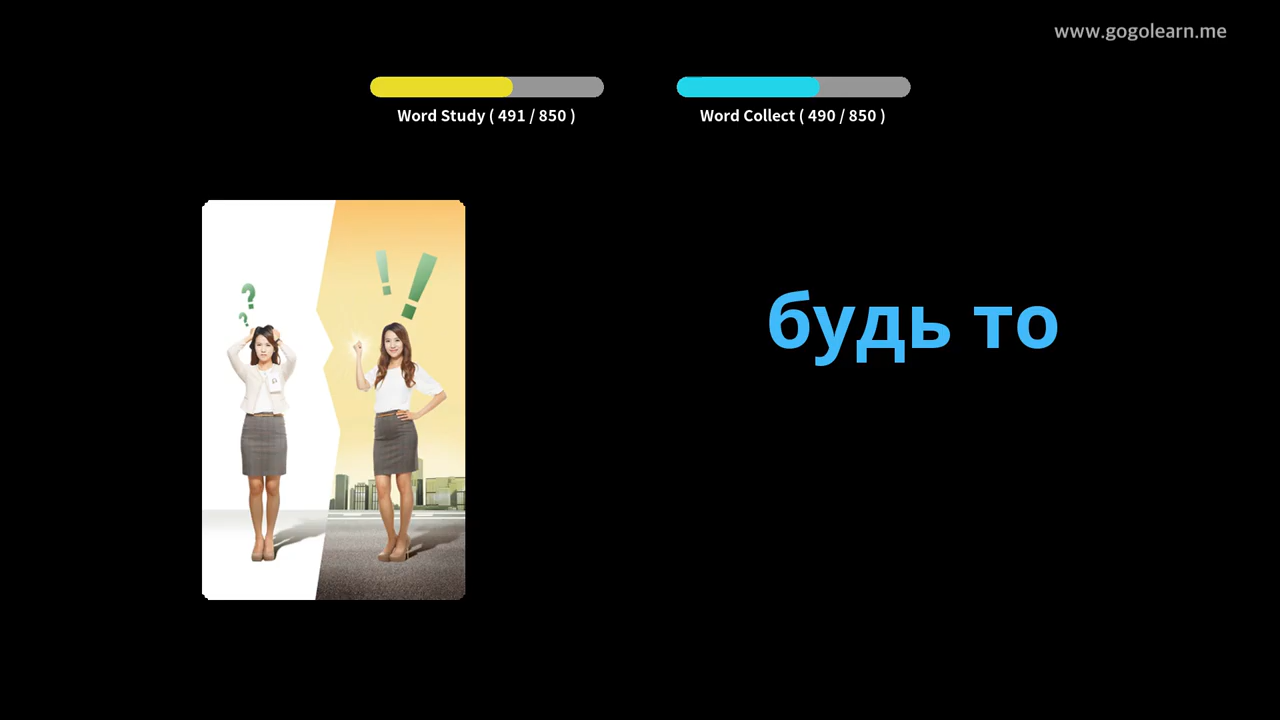 www.gogolearn.me
Word Study ( 491 / 850 )
Word Collect ( 490 / 850 )
? ?
! !
будь то